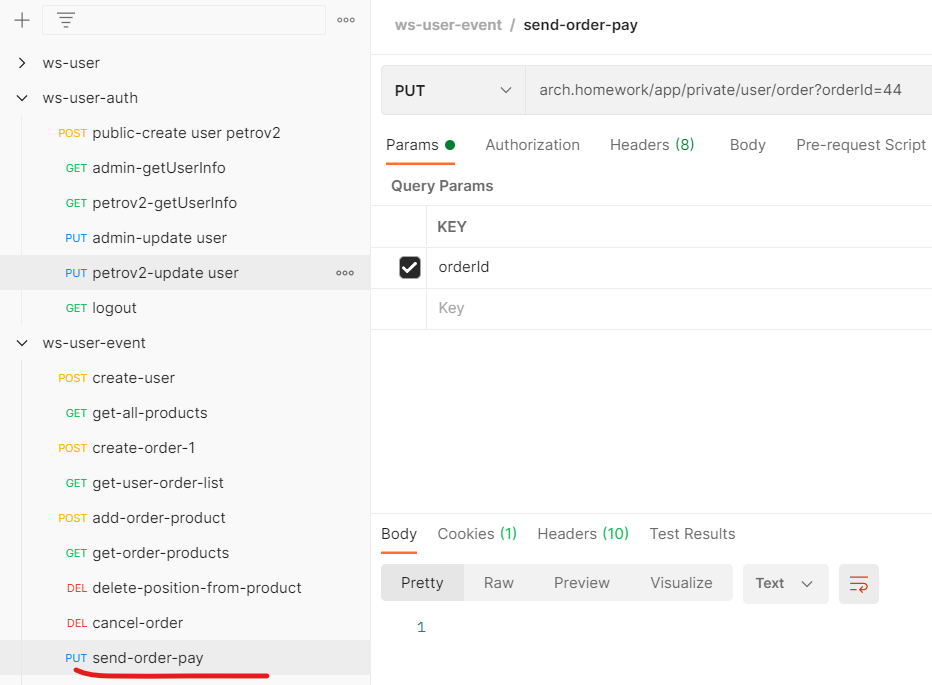 ws-user
ws-user-auth
POST public-create user petrov2
GET admin-getUserInfo
GET petrov2-getUserInfo
PUT admin-update user
PUT petrov2-update user
GET logout
ws-user-event
POST create-user
GET get-all-products
POST create-order-1
GET get-user-order-list
POST add-order-product
GET get-order-products
DEL delete-position-from-product
DEL cancel-order
PUT send-order-pay
ws-user-event / send-order-pay
PUT arch.homework/app/private/user/order?orderId=44
Params Authorization Headers (8) Body Pre-request Script
Query Params
KEY
orderId
Key
Body Cookies (1) Headers (10) Test Results
Pretty Raw Preview Visualize Text
1